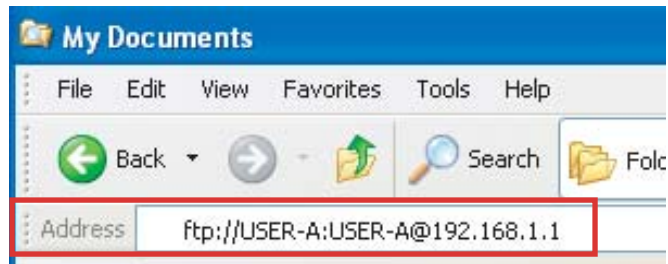 My Documents
File Edit View Favorites Tools Help
Back Search
Address ftp://USER-A:USER-A@192.168.1.1